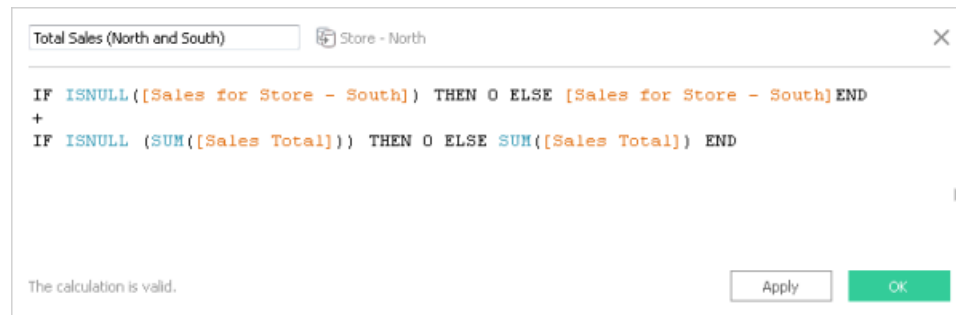 Total Sales (North and South) Store - North
IF ISNULL([Sales for Store - South]) THEN 0 ELSE [Sales for Store - South]END
+
IF ISNULL (SUM([Sales Total])) THEN 0 ELSE SUM([Sales Total]) END
The calculation is valid. Apply OK